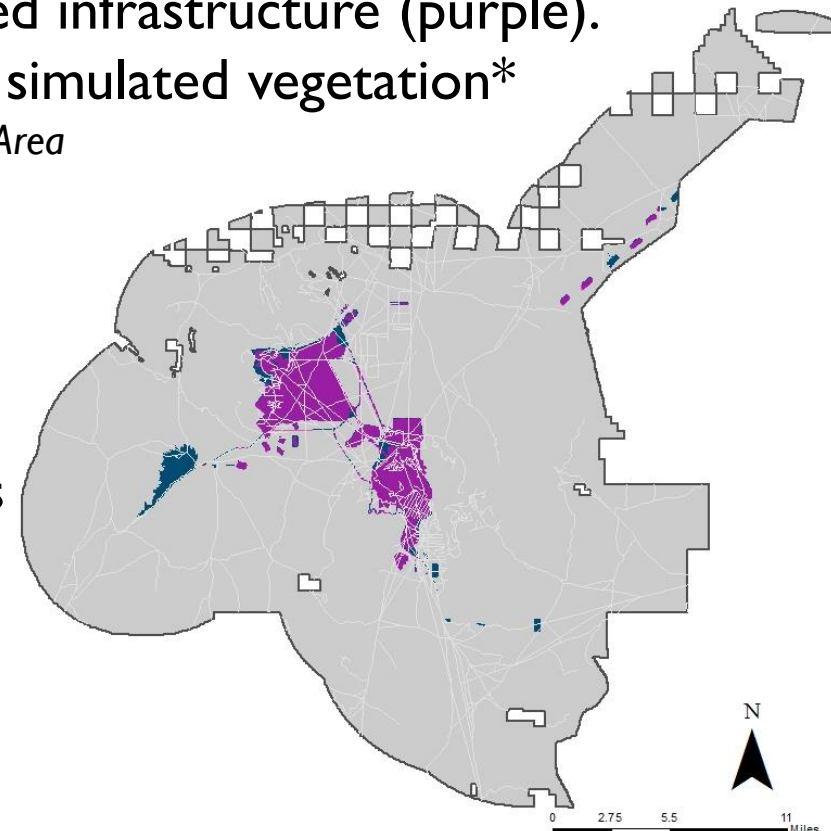 ed infrastructure (purple).
simulated vegetation*
Area
s
N
0 2.75 5.5 11
Miles